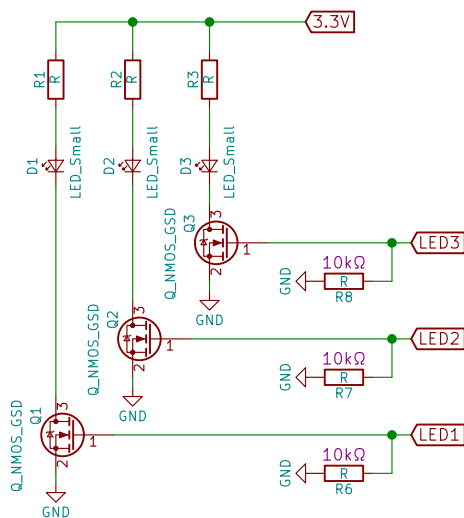 3.3V
R1
R
R2
R
R3
R
D1
LED_Small
D2
LED_Small
D3
LED_Small
Q_NMOS_GSD
Q3
3
1
2
GND
LED3
10kΩ
GND
R
R8
Q_NMOS_GSD
Q2
3
1
2
GND
LED2
10kΩ
GND
R
R7
Q_NMOS_GSD
Q1
3
1
2
GND
LED1
10kΩ
GND
R
R6